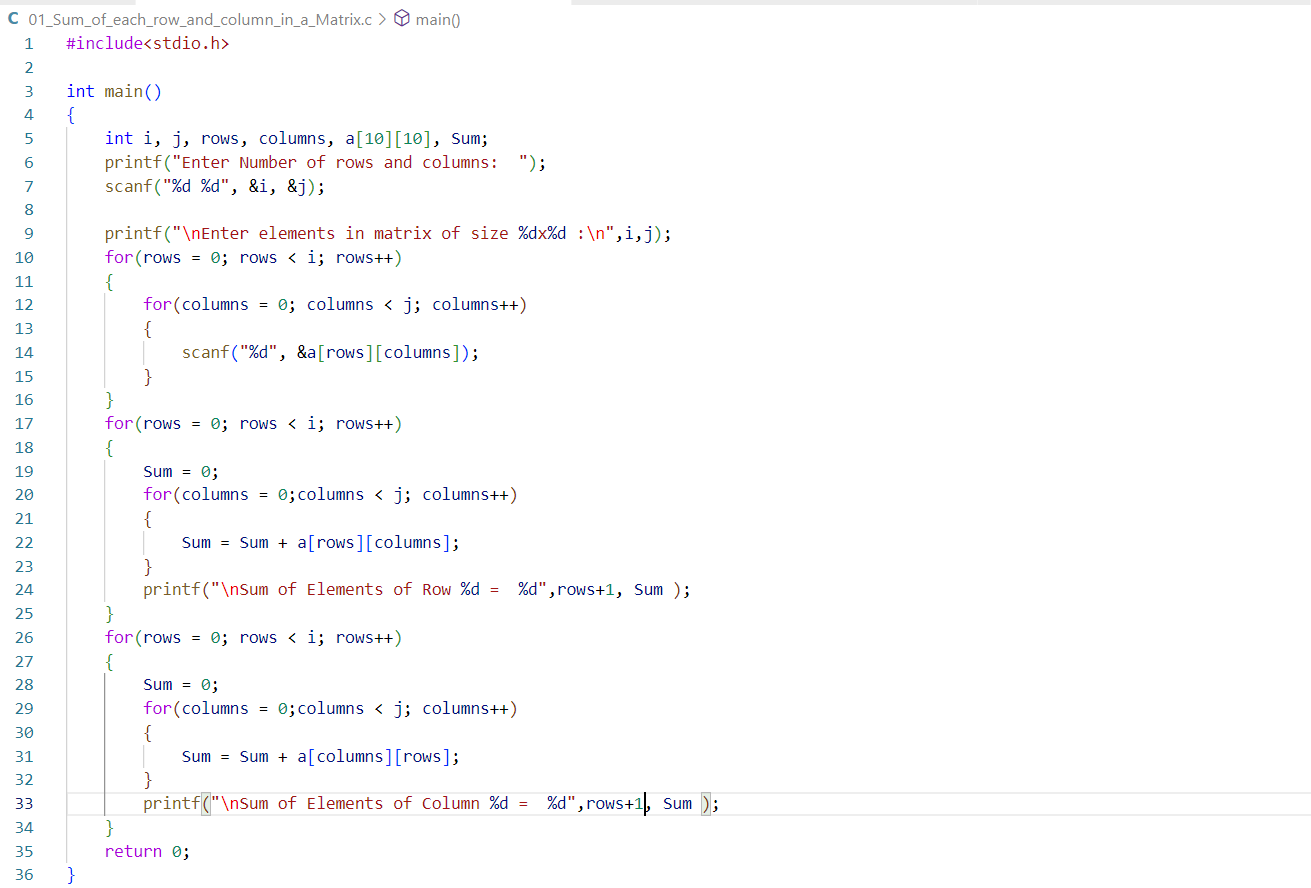 C 01_Sum_of_each_row_and_column_in_a_Matrix.c > main()
1 #include<stdio.h>
2
3 int main()
4 {
5     int i, j, rows, columns, a[10][10], Sum;
6     printf("Enter Number of rows and columns:  ");
7     scanf("%d %d", &i, &j);
8
9     printf("\nEnter elements in matrix of size %dx%d :\n",i,j);
10     for(rows = 0; rows < i; rows++)
11     {
12         for(columns = 0; columns < j; columns++)
13         {
14             scanf("%d", &a[rows][columns]);
15         }
16     }
17     for(rows = 0; rows < i; rows++)
18     {
19         Sum = 0;
20         for(columns = 0;columns < j; columns++)
21         {
22             Sum = Sum + a[rows][columns];
23         }
24         printf("\nSum of Elements of Row %d =  %d",rows+1, Sum );
25     }
26     for(rows = 0; rows < i; rows++)
27     {
28         Sum = 0;
29         for(columns = 0;columns < j; columns++)
30         {
31             Sum = Sum + a[columns][rows];
32         }
33         printf("\nSum of Elements of Column %d =  %d",rows+1, Sum );
34     }
35     return 0;
36 }